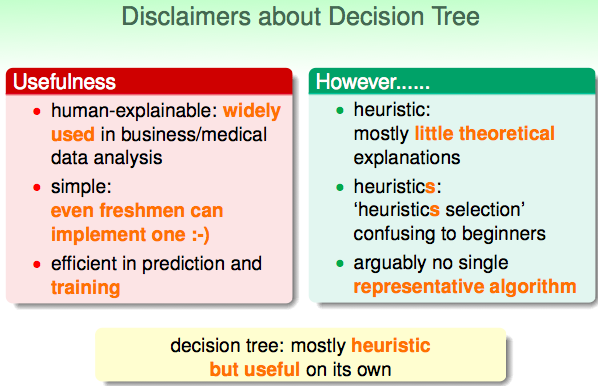 Disclaimers about Decision Tree
Usefulness
• human-explainable: widely
used in business/medical
data analysis
• simple:
even freshmen can
implement one :-)
• efficient in prediction and
training
However......
• heuristic:
mostly little theoretical
explanations
• heuristics:
‘heuristics selection’
confusing to beginners
• arguably no single
representative algorithm
decision tree: mostly heuristic
but useful on its own